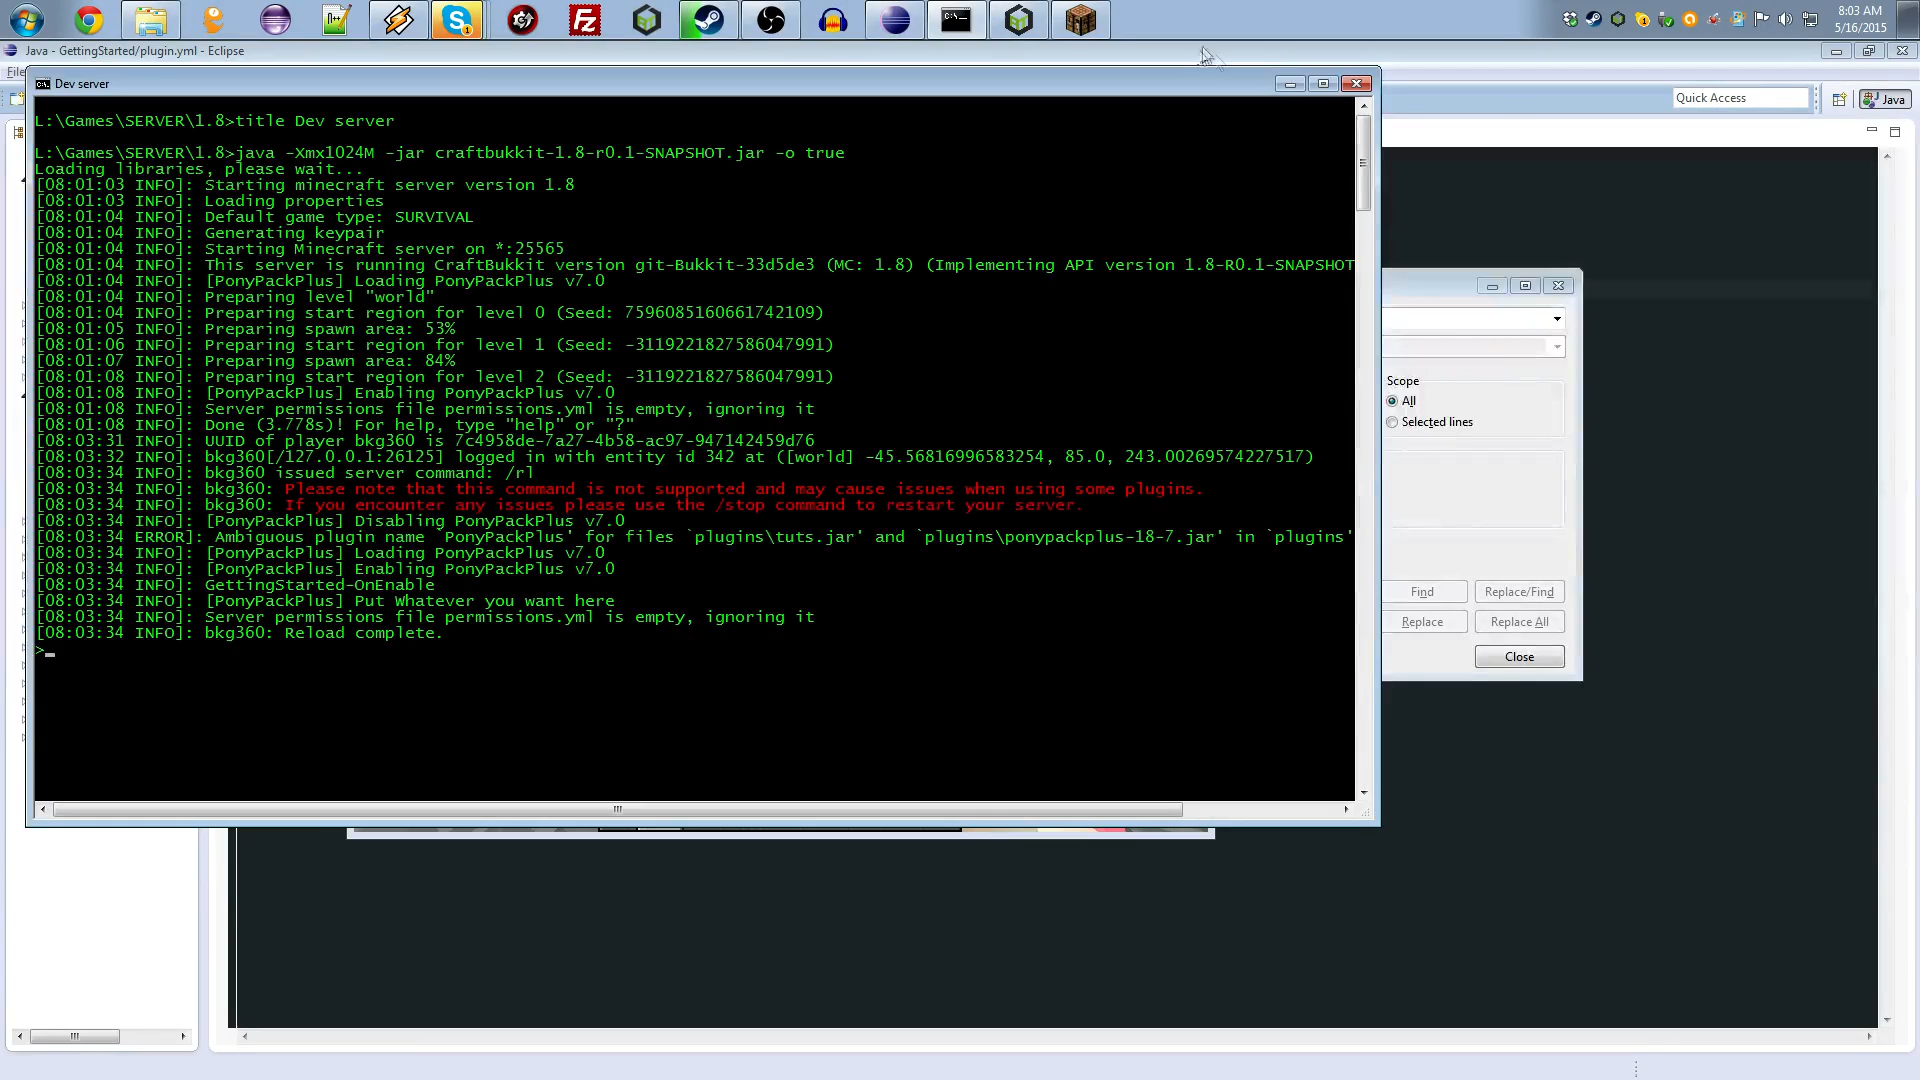 8:03 AM
5/16/2015
Java - GettingStarted/plugin.yml - Eclipse
File
Dev server
Quick Access
Java
L:\Games\SERVER\1.8>title Dev server
L:\Games\SERVER\1.8>java -Xmx1024M -jar craftbukkit-1.8-r0.1-SNAPSHOT.jar -o true
Loading libraries, please wait...
[08:01:03 INFO]: Starting minecraft server version 1.8
[08:01:03 INFO]: Loading properties
[08:01:04 INFO]: Default game type: SURVIVAL
[08:01:04 INFO]: Generating keypair
[08:01:04 INFO]: Starting Minecraft server on *:25565
[08:01:04 INFO]: This server is running CraftBukkit version git-Bukkit-33d5de3 (MC: 1.8) (Implementing API version 1.8-R0.1-SNAPSHOT
[08:01:04 INFO]: [PonyPackPlus] Loading PonyPackPlus v7.0
[08:01:04 INFO]: Preparing level "world"
[08:01:04 INFO]: Preparing start region for level 0 (Seed: 7596085160661742109)
[08:01:05 INFO]: Preparing spawn area: 53%
[08:01:06 INFO]: Preparing start region for level 1 (Seed: -3119221827586047991)
[08:01:07 INFO]: Preparing spawn area: 84%
[08:01:08 INFO]: Preparing start region for level 2 (Seed: -3119221827586047991)
[08:01:08 INFO]: [PonyPackPlus] Enabling PonyPackPlus v7.0
[08:01:08 INFO]: Server permissions file permissions.yml is empty, ignoring it
[08:01:08 INFO]: Done (3.778s)! For help, type "help" or "?"
[08:03:31 INFO]: UUID of player bkg360 is 7c4958de-7a27-4b58-ac97-947142459d76
[08:03:32 INFO]: bkg360[/127.0.0.1:26125] logged in with entity id 342 at ([world] -45.56816996583254, 85.0, 243.00269574227517)
[08:03:34 INFO]: bkg360 issued server command: /rl
[08:03:34 INFO]: bkg360: Please note that this command is not supported and may cause issues when using some plugins.
[08:03:34 INFO]: bkg360: If you encounter any issues please use the /stop command to restart your server.
[08:03:34 INFO]: [PonyPackPlus] Disabling PonyPackPlus v7.0
[08:03:34 ERROR]: Ambiguous plugin name `PonyPackPlus' for files `plugins\tuts.jar' and `plugins\ponypackplus-18-7.jar' in `plugins'
[08:03:34 INFO]: [PonyPackPlus] Loading PonyPackPlus v7.0
[08:03:34 INFO]: [PonyPackPlus] Enabling PonyPackPlus v7.0
[08:03:34 INFO]: GettingStarted-OnEnable
[08:03:34 INFO]: [PonyPackPlus] Put Whatever you want here
[08:03:34 INFO]: Server permissions file permissions.yml is empty, ignoring it
[08:03:34 INFO]: bkg360: Reload complete.
>_
Scope
All
Selected lines
Find
Replace/Find
Replace
Replace All
Close